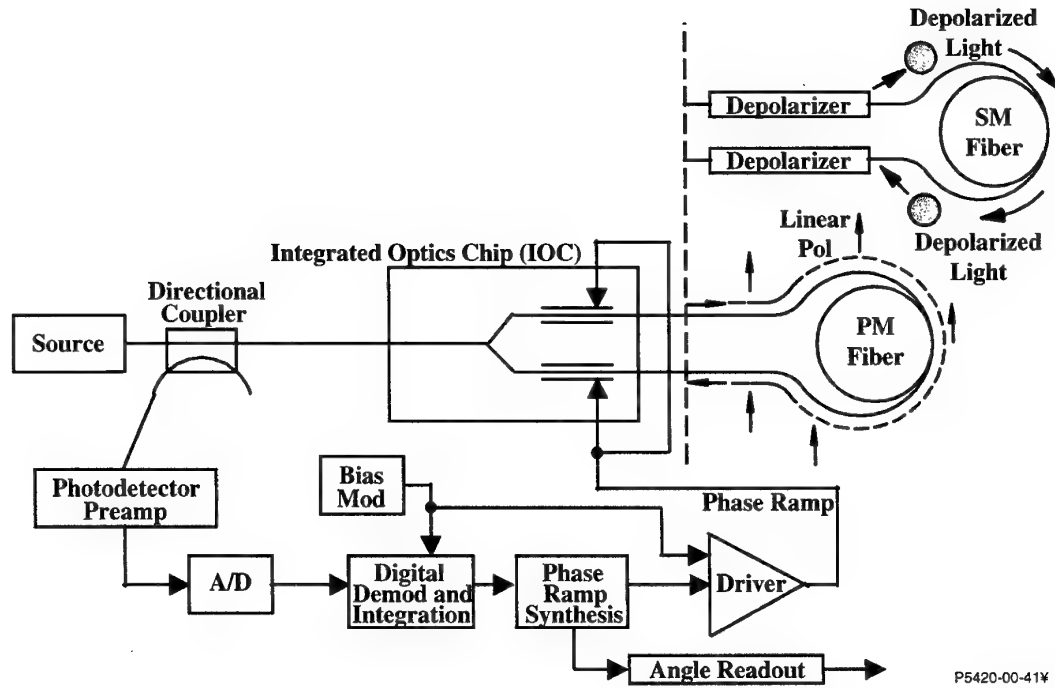 Depolarized
Light
Depolarizer
SM
Fiber
Depolarizer
Linear
Pol
Depolarized
Light
Integrated Optics Chip (IOC)
Directional
Coupler
Source
PM
Fiber
Photodetector
Preamp
Bias
Mod
Phase Ramp
A/D
Digital
Demod and
Integration
Phase
Ramp
Synthesis
Driver
Angle Readout
P5420-00-41¥